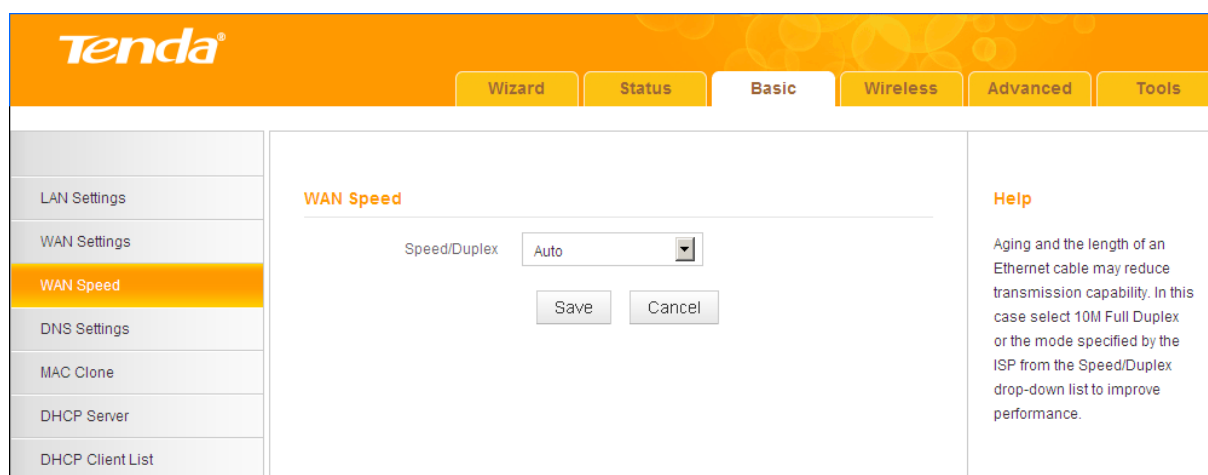 Tenda®
Wizard
Status
Basic
Wireless
Advanced
Tools
LAN Settings
WAN Settings
WAN Speed
DNS Settings
MAC Clone
DHCP Server
DHCP Client List
WAN Speed
Speed/Duplex
Auto
Save
Cancel
Help
Aging and the length of an
Ethernet cable may reduce
transmission capability. In this
case select 10M Full Duplex
or the mode specified by the
ISP from the Speed/Duplex
drop-down list to improve
performance.